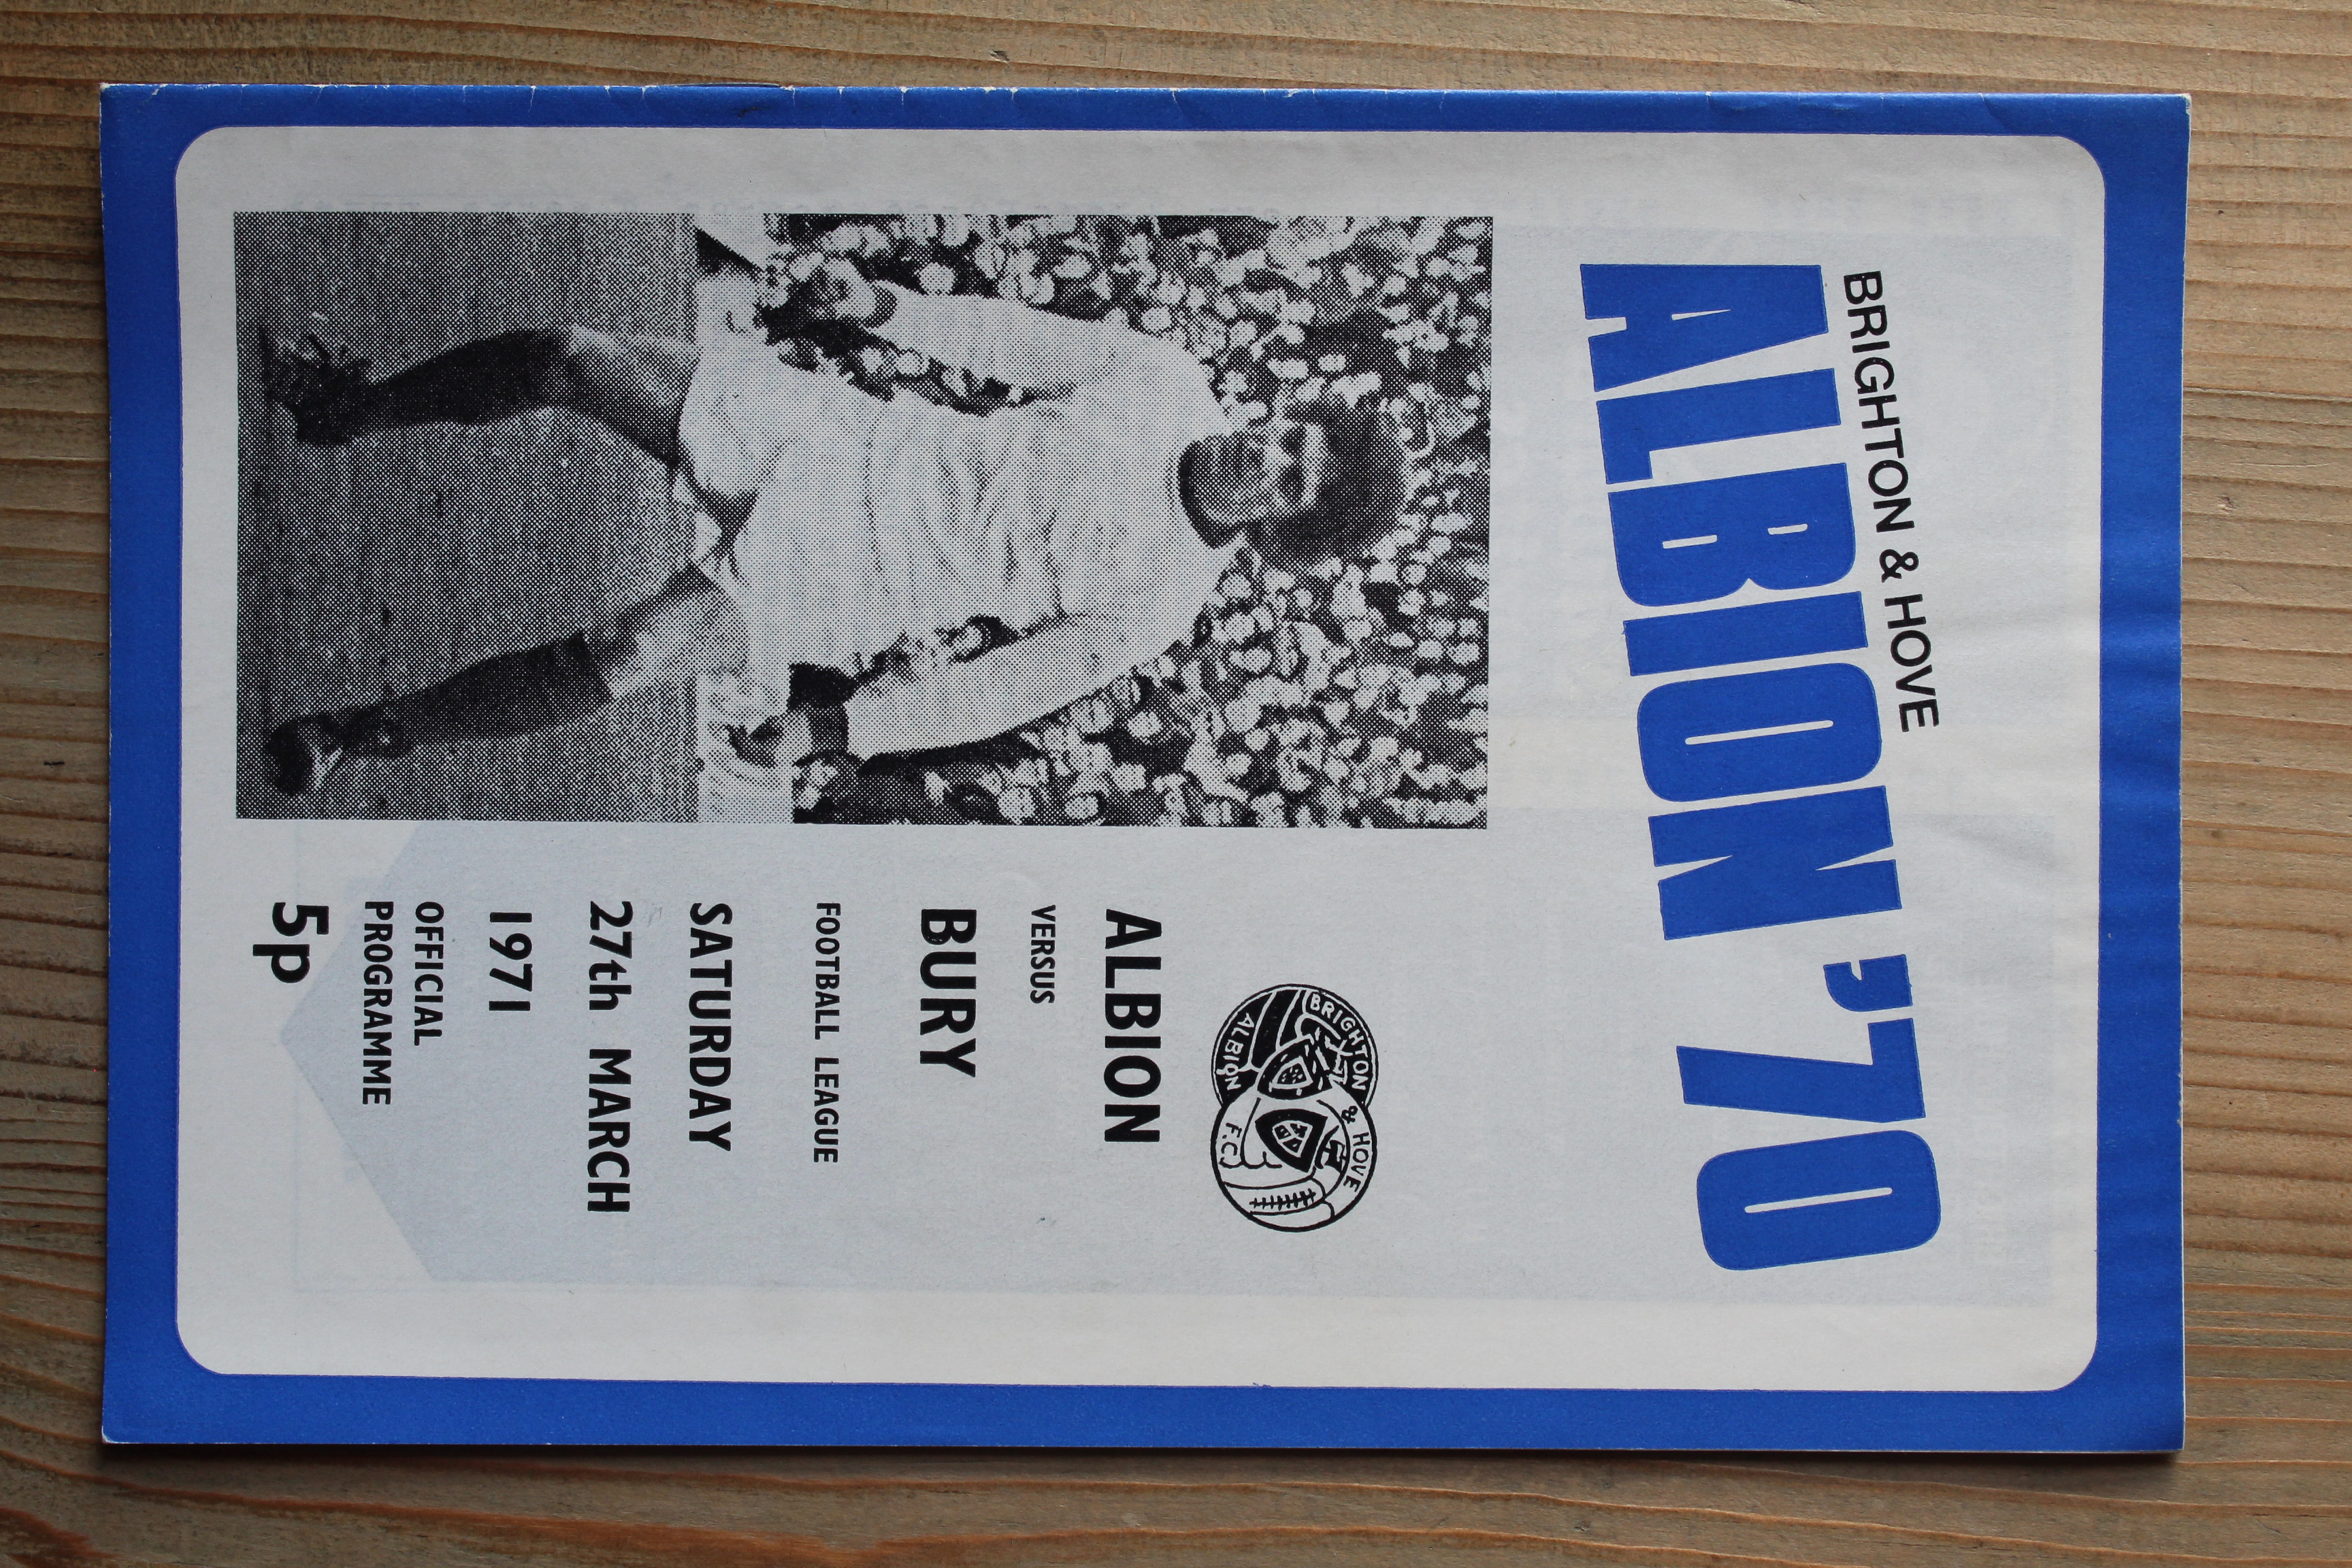 BRIGHTON & HOVE
ALBION '70
BRIGHTON & HOVE
ALBION F.C.
ALBION
VERSUS
BURY
FOOTBALL LEAGUE
SATURDAY
27th MARCH
1971
OFFICIAL
PROGRAMME
5p